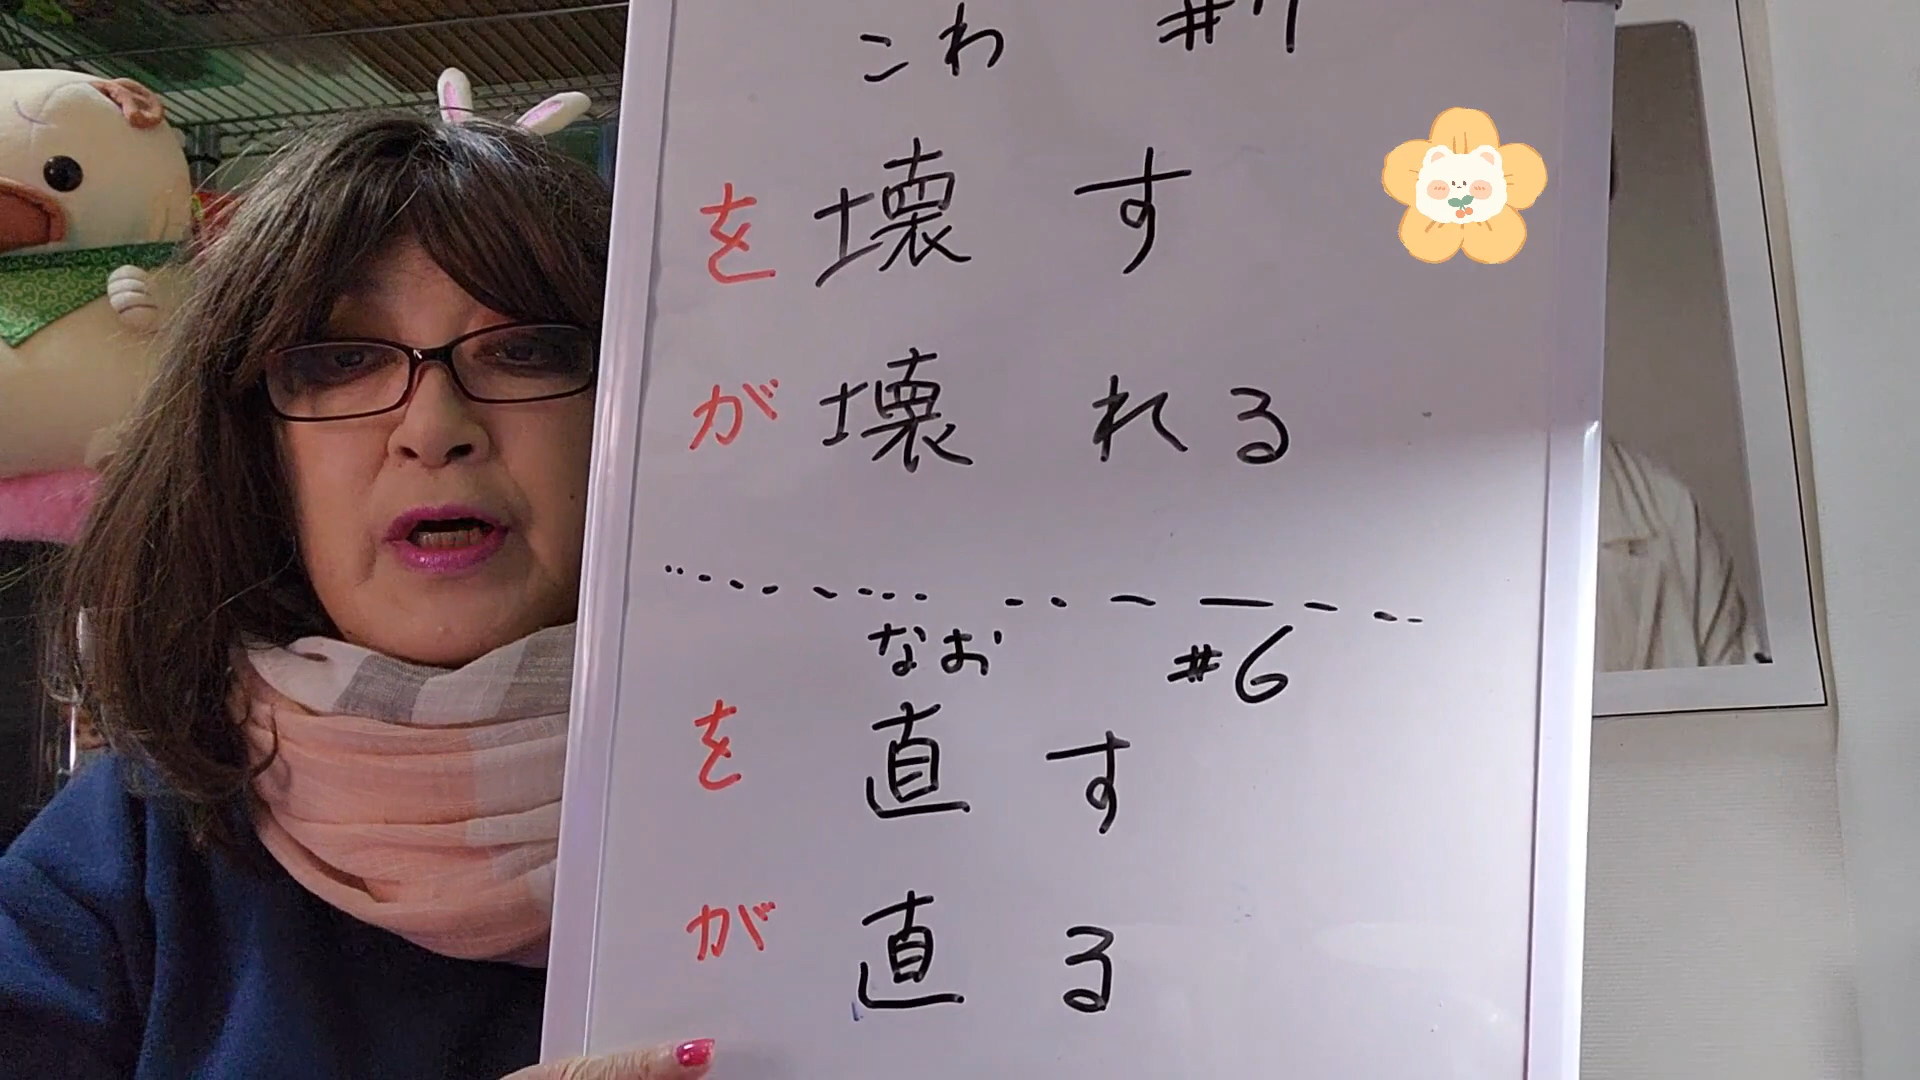 こわ #7
を壊す
が壊れる
なお #6
を直す
が直る